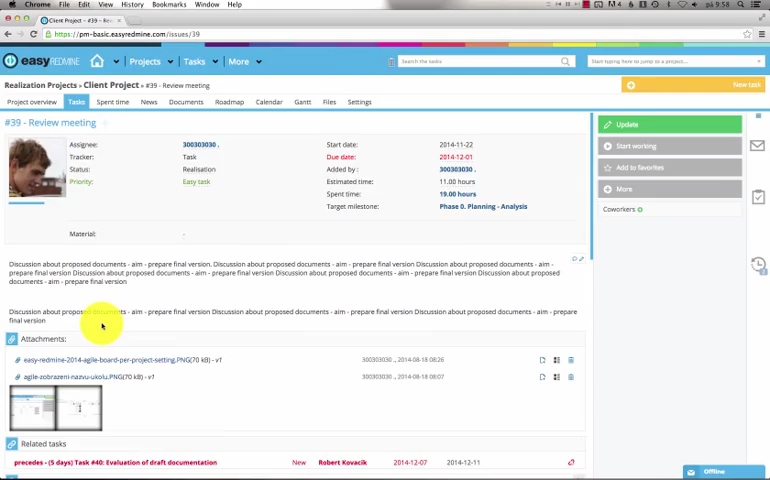 Chrome File Edit View History Bookmarks Window Help
4 9:58
Client Project - #39 - Rev
https://pm-basic.easyredmine.com/issues/39
easyREDMINE Projects Tasks More Search the tasks Start typing here to jump to a project...
Realization Projects » Client Project » #39 - Review meeting New task
Project overview Tasks Spent time News Documents Roadmap Calendar Gantt Files Settings
#39 - Review meeting
Update
Start working
Add to favorites
More
Coworkers
Assignee: 300303030 . Start date: 2014-11-22
Tracker: Task Due date: 2014-12-01
Status: Realisation Added by : 300303030 .
Priority: Easy task Estimated time: 11.00 hours
Spent time: 19.00 hours
Target milestone: Phase 0. Planning - Analysis
Material: -
Discussion about proposed documents - aim - prepare final version. Discussion about proposed documents - aim - prepare final version Discussion about proposed documents - aim -
prepare final version Discussion about proposed documents - aim - prepare final version Discussion about proposed documents - aim - prepare final version Discussion about proposed
documents - aim - prepare final version
Discussion about proposed documents - aim - prepare final version Discussion about proposed documents - aim - prepare final version Discussion about proposed documents - aim - prepare
final version
Attachments:
easy-redmine-2014-agile-board-per-project-setting.PNG(70 kB) - v1 300303030 ., 2014-08-18 08:26
agile-zobrazeni-nazvu-ukolu.PNG(70 kB) - v1 300303030 ., 2014-08-18 08:07
Related tasks
precedes - (5 days) Task #40: Evaluation of draft documentation New Robert Kovacik 2014-12-07 2014-12-11
Offline